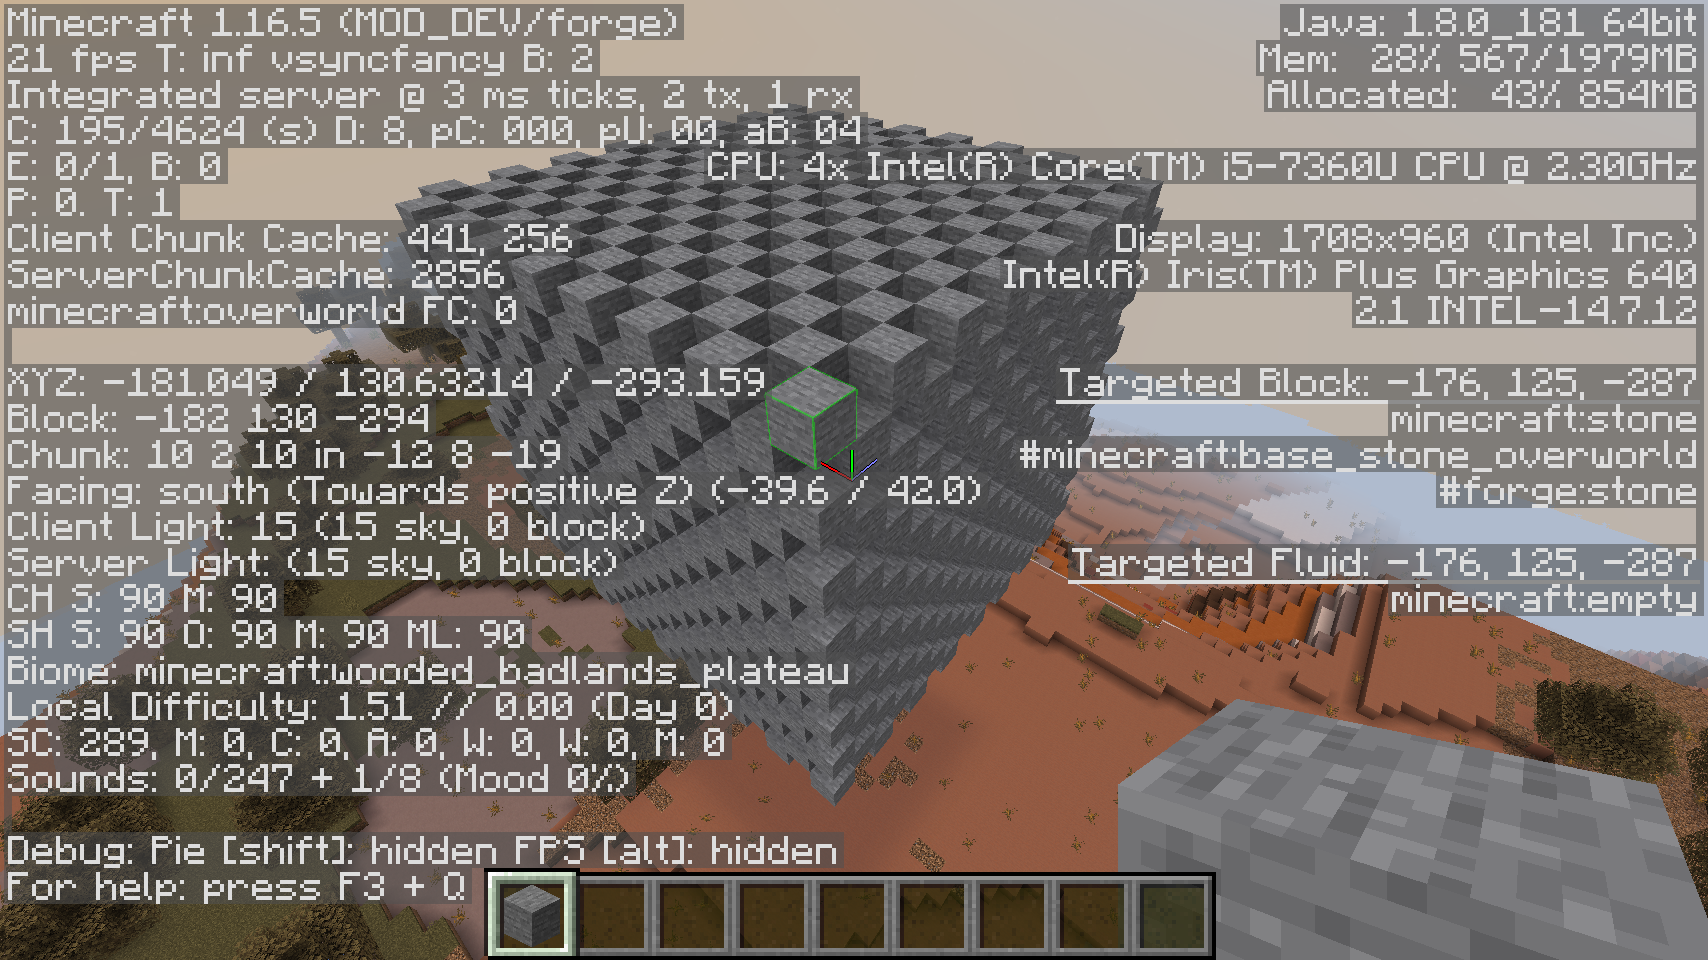 Minecraft 1.16.5 (MOD_DEV/forge)
21 fps T: inf vsyncfancy B: 2
Integrated server @ 3 ms ticks, 2 tx, 1 rx
C: 195/4624 (s) D: 8, pC: 000, pU: 00, aB: 04
E: 0/1, B: 0
P: 0. T: 1
Client Chunk Cache: 441, 256
ServerChunkCache: 2856
minecraft:overworld FC: 0
XYZ: -181.049 / 130.63214 / -293.159
Block: -182 130 -294
Chunk: 10 2 10 in -12 8 -19
Facing: south (Towards positive Z) (-39.6 / 42.0)
Client Light: 15 (15 sky, 0 block)
Server Light: (15 sky, 0 block)
CH S: 90 M: 90
SH S: 90 O: 90 M: 90 ML: 90
Biome: minecraft:wooded_badlands_plateau
Local Difficulty: 1.51 // 0.00 (Day 0)
SC: 289, M: 0, C: 0, A: 0, W: 0, W: 0, M: 0
Sounds: 0/247 + 1/8 (Mood 0%)
Debug: Pie [shift]: hidden FPS [alt]: hidden
For help: press F3 + Q
Java: 1.8.0_181 64bit
Mem: 28% 567/1979MB
Allocated: 43% 854MB
CPU: 4x Intel(R) Core(TM) i5-7360U CPU @ 2.30GHz
Display: 1708x960 (Intel Inc.)
Intel(R) Iris(TM) Plus Graphics 640
2.1 INTEL-14.7.12
Targeted Block: -176, 125, -287
minecraft:stone
#minecraft:base_stone_overworld
#forge:stone
Targeted Fluid: -176, 125, -287
minecraft:empty